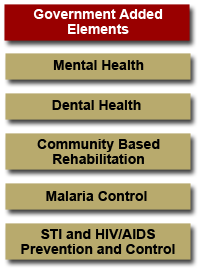 Government Added
Elements
Mental Health
Dental Health
Community Based
Rehabilitation
Malaria Control
STI and HIV/AIDS
Prevention and Control